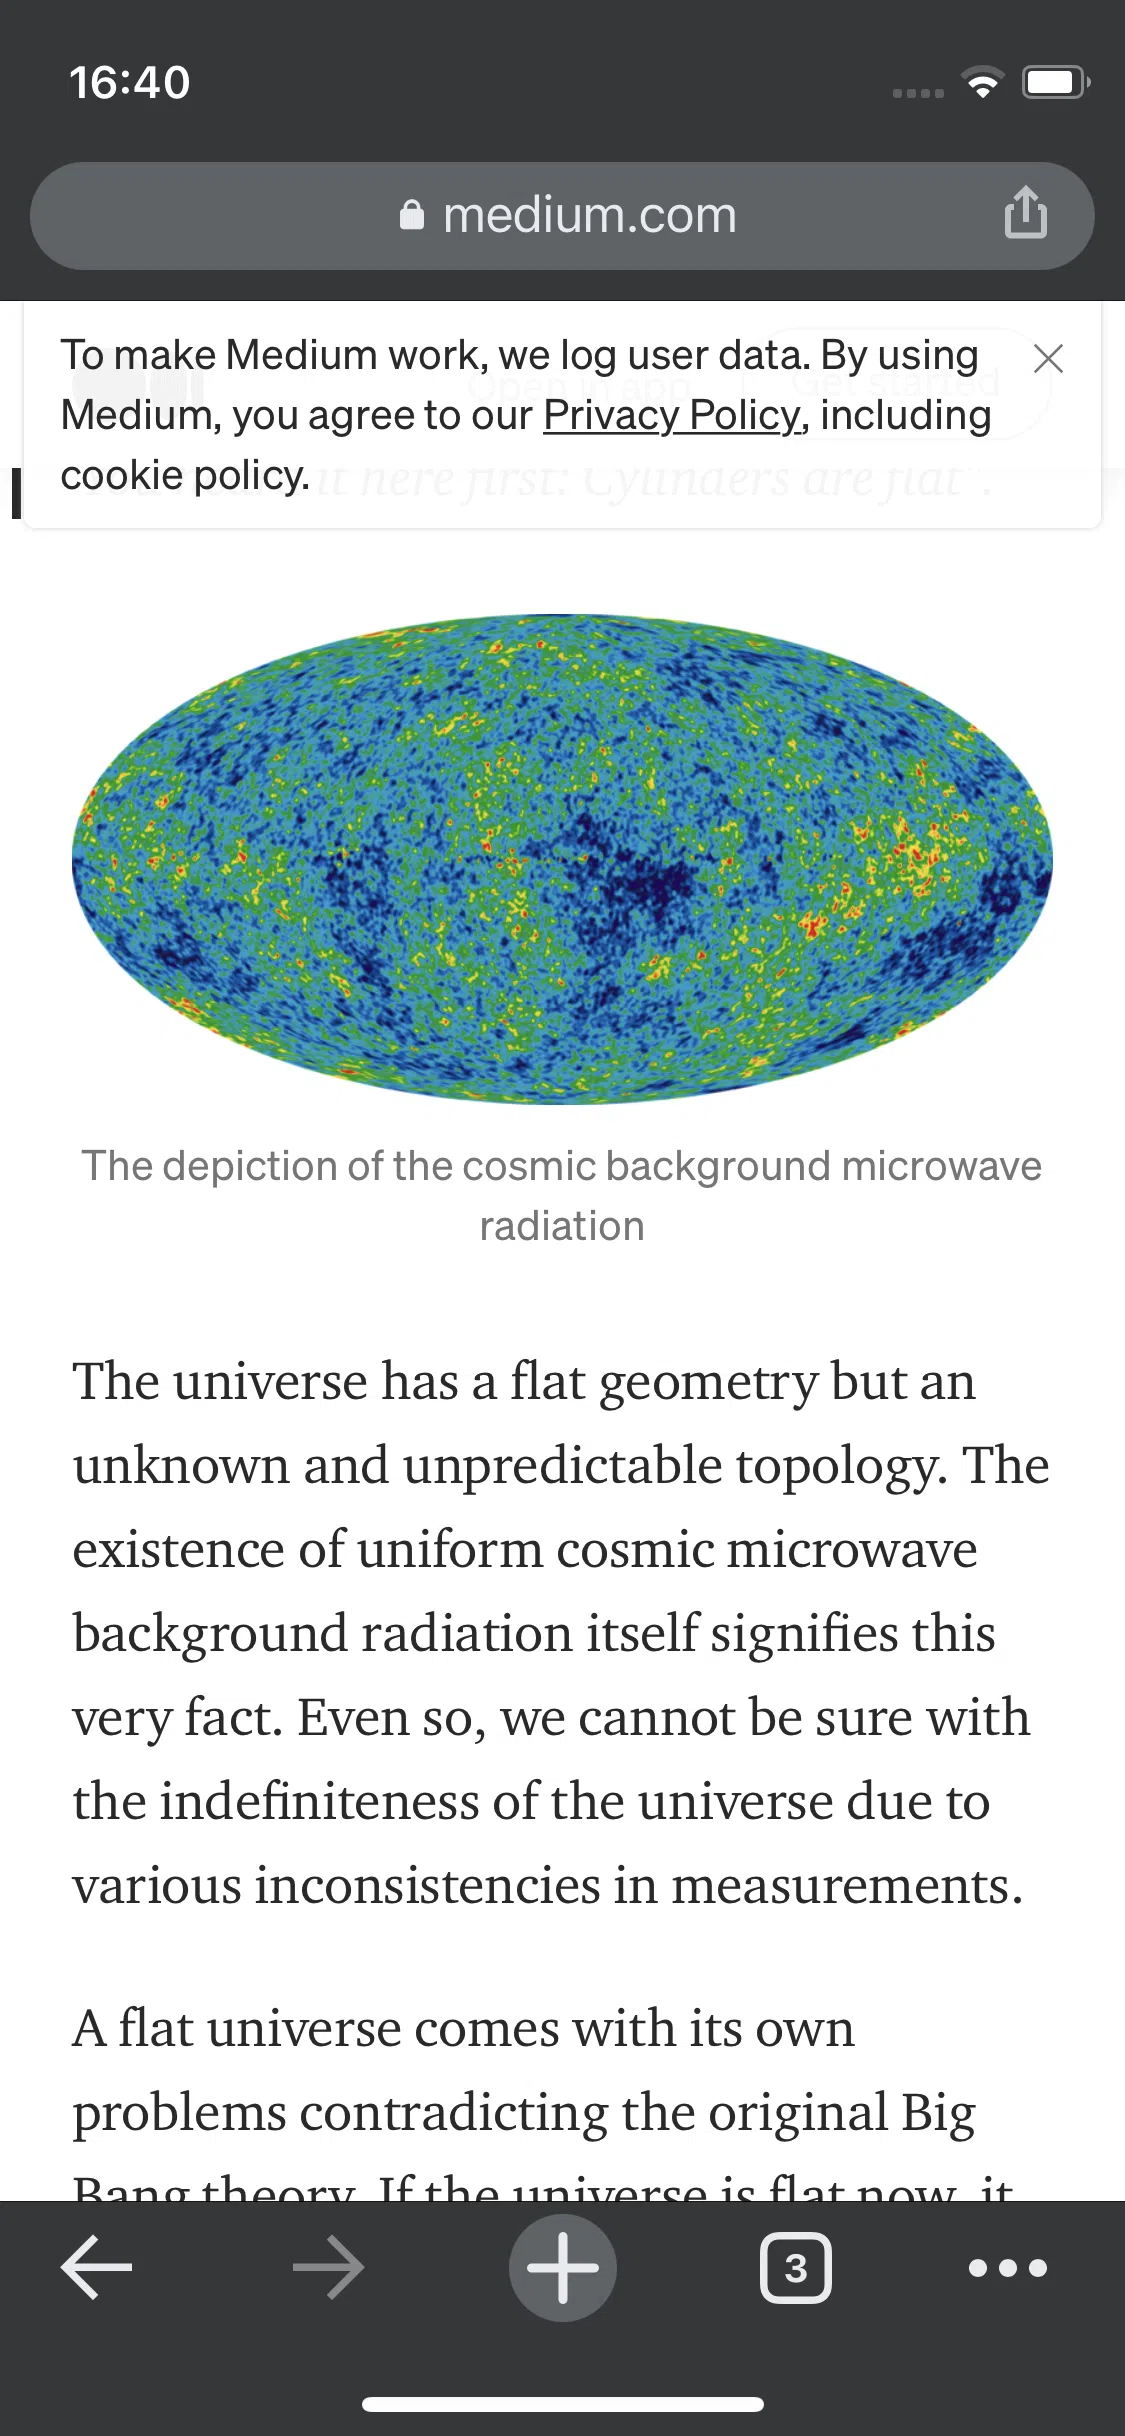 16:40
medium.com
To make Medium work, we log user data. By using
Medium, you agree to our Privacy Policy, including
cookie policy.
Open in app
Get started
it here first: Cylinders are flat".
The depiction of the cosmic background microwave
radiation
The universe has a flat geometry but an
unknown and unpredictable topology. The
existence of uniform cosmic microwave
background radiation itself signifies this
very fact. Even so, we cannot be sure with
the indefiniteness of the universe due to
various inconsistencies in measurements.
A flat universe comes with its own
problems contradicting the original Big
Bang theory. If the universe is flat now, it
3